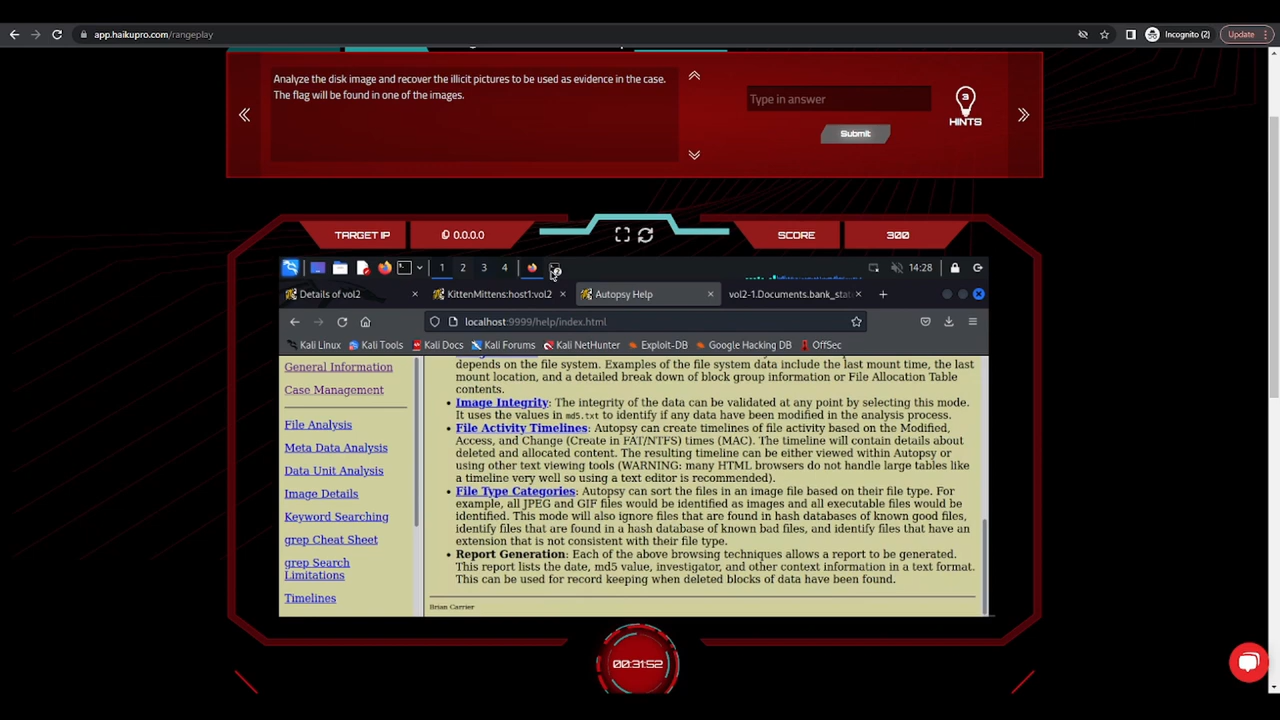 app.haikupro.com/rangeplay
Incognito (2)
Update
Analyze the disk image and recover the illicit pictures to be used as evidence in the case.
The flag will be found in one of the images.
Type in answer
Submit
3
HINTS
TARGET IP
0.0.0.0
SCORE
300
1 2 3 4
14:28
Details of vol2
KittenMittens:host1:vol2
Autopsy Help
vol2-1.Documents.bank_stat
localhost:9999/help/index.html
Kali Linux
Kali Tools
Kali Docs
Kali Forums
Kali NetHunter
Exploit-DB
Google Hacking DB
OffSec
General Information
Case Management
File Analysis
Meta Data Analysis
Data Unit Analysis
Image Details
Keyword Searching
grep Cheat Sheet
grep Search
Limitations
Timelines
depends on the file system. Examples of the file system data include the last mount time, the
last mount location, and a detailed break down of block group information or File Allocation Table
contents.
• Image Integrity: The integrity of the data can be validated at any point by selecting this mode.
It uses the values in md5.txt to identify if any data have been modified in the analysis process.
• File Activity Timelines: Autopsy can create timelines of file activity based on the Modified,
Access, and Change (Create in FAT/NTFS) times (MAC). The timeline will contain details about
deleted and allocated content. The resulting timeline can be either viewed within Autopsy or
using other text viewing tools (WARNING: many HTML browsers do not handle large tables like
a timeline very well so using a text editor is recommended).
• File Type Categories: Autopsy can sort the files in an image file based on their file type. For
example, all JPEG and GIF files would be identified as images and all executable files would be
identified. This mode will also ignore files that are found in hash databases of known good files,
identify files that are found in a hash database of known bad files, and identify files that have an
extension that is not consistent with their file type.
• Report Generation: Each of the above browsing techniques allows a report to be generated.
This report lists the date, md5 value, investigator, and other context information in a text format.
This can be used for record keeping when deleted blocks of data have been found.
Brian Carrier
00:31:52